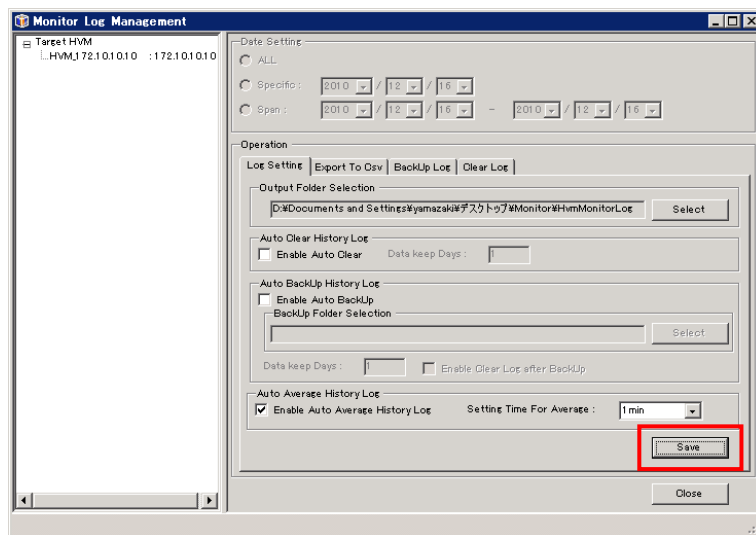 Monitor Log Management
Target HVM
HVM_172.10.10.10 : 172.10.10.10
Date Setting
ALL
Specific : 2010 / 12 / 16
Span : 2010 / 12 / 16 - 2010 / 12 / 16
Operation
Log Setting Export To Csv BackUp Log Clear Log
Output Folder Selection
D:¥Documents and Settings¥yamazaki¥デスクトップ¥Monitor¥HvmMonitorLog Select
Auto Clear History Log
Enable Auto Clear Data keep Days : 1
Auto BackUp History Log
Enable Auto BackUp
BackUp Folder Selection
Select
Data keep Days : 1 Enable Clear Log after BackUp
Auto Average History Log
Enable Auto Average History Log Setting Time For Average : 1 min
Save
Close